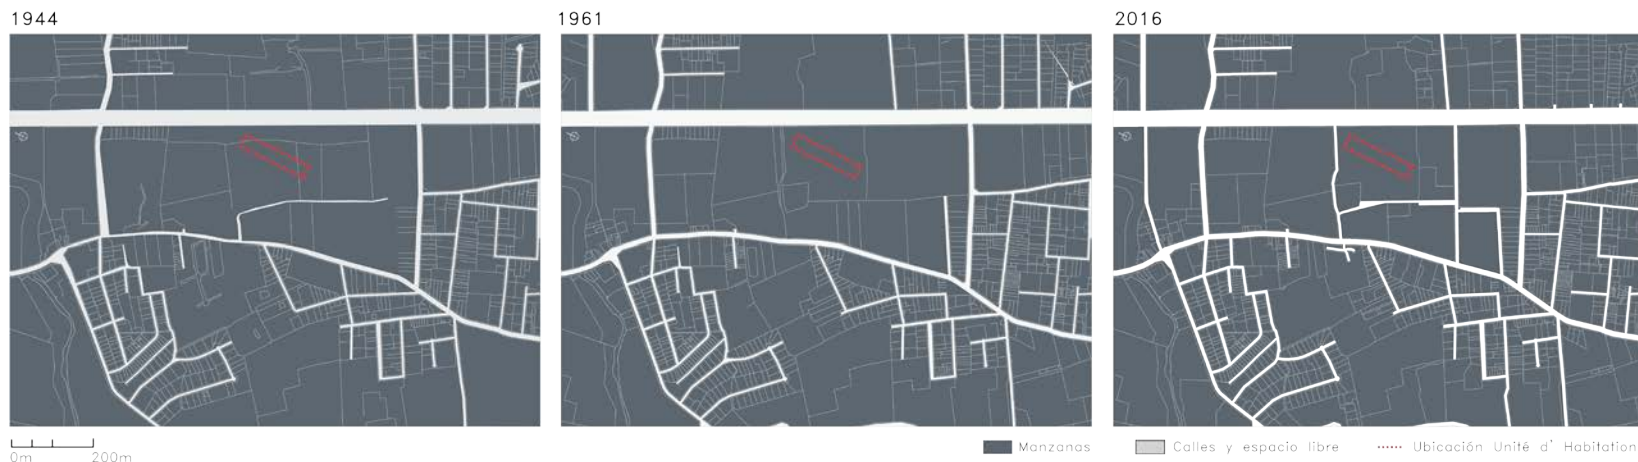 1944
1961
2016
0m 200m
Manzanas
Calles y espacio libre
Ubicación Unité d' Habitation